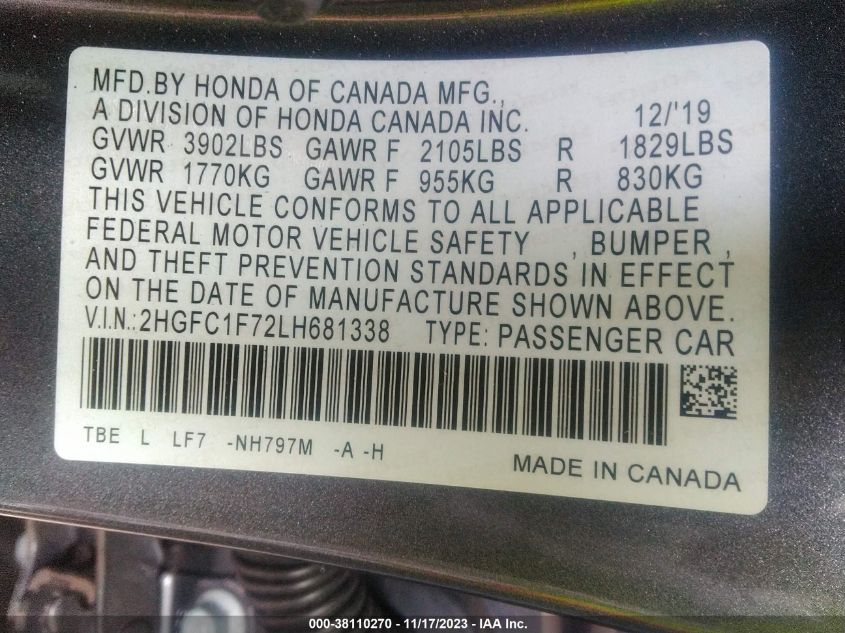 MFD.BY HONDA OF CANADA MFG.,
A DIVISION OF HONDA CANADA INC. 12/'19
GVWR 3902LBS GAWR F 2105LBS R 1829LBS
GVWR 1770KG GAWR F 955KG R 830KG
THIS VEHICLE CONFORMS TO ALL APPLICABLE
FEDERAL MOTOR VEHICLE SAFETY , BUMPER ,
AND THEFT PREVENTION STANDARDS IN EFFECT
ON THE DATE OF MANUFACTURE SHOWN ABOVE.
V.I.N.:2HGFC1F72LH681338 TYPE: PASSENGER CAR
TBE L LF7 -NH797M -A -H
MADE IN CANADA
000-38110270 - 11/17/2023 - IAA Inc.